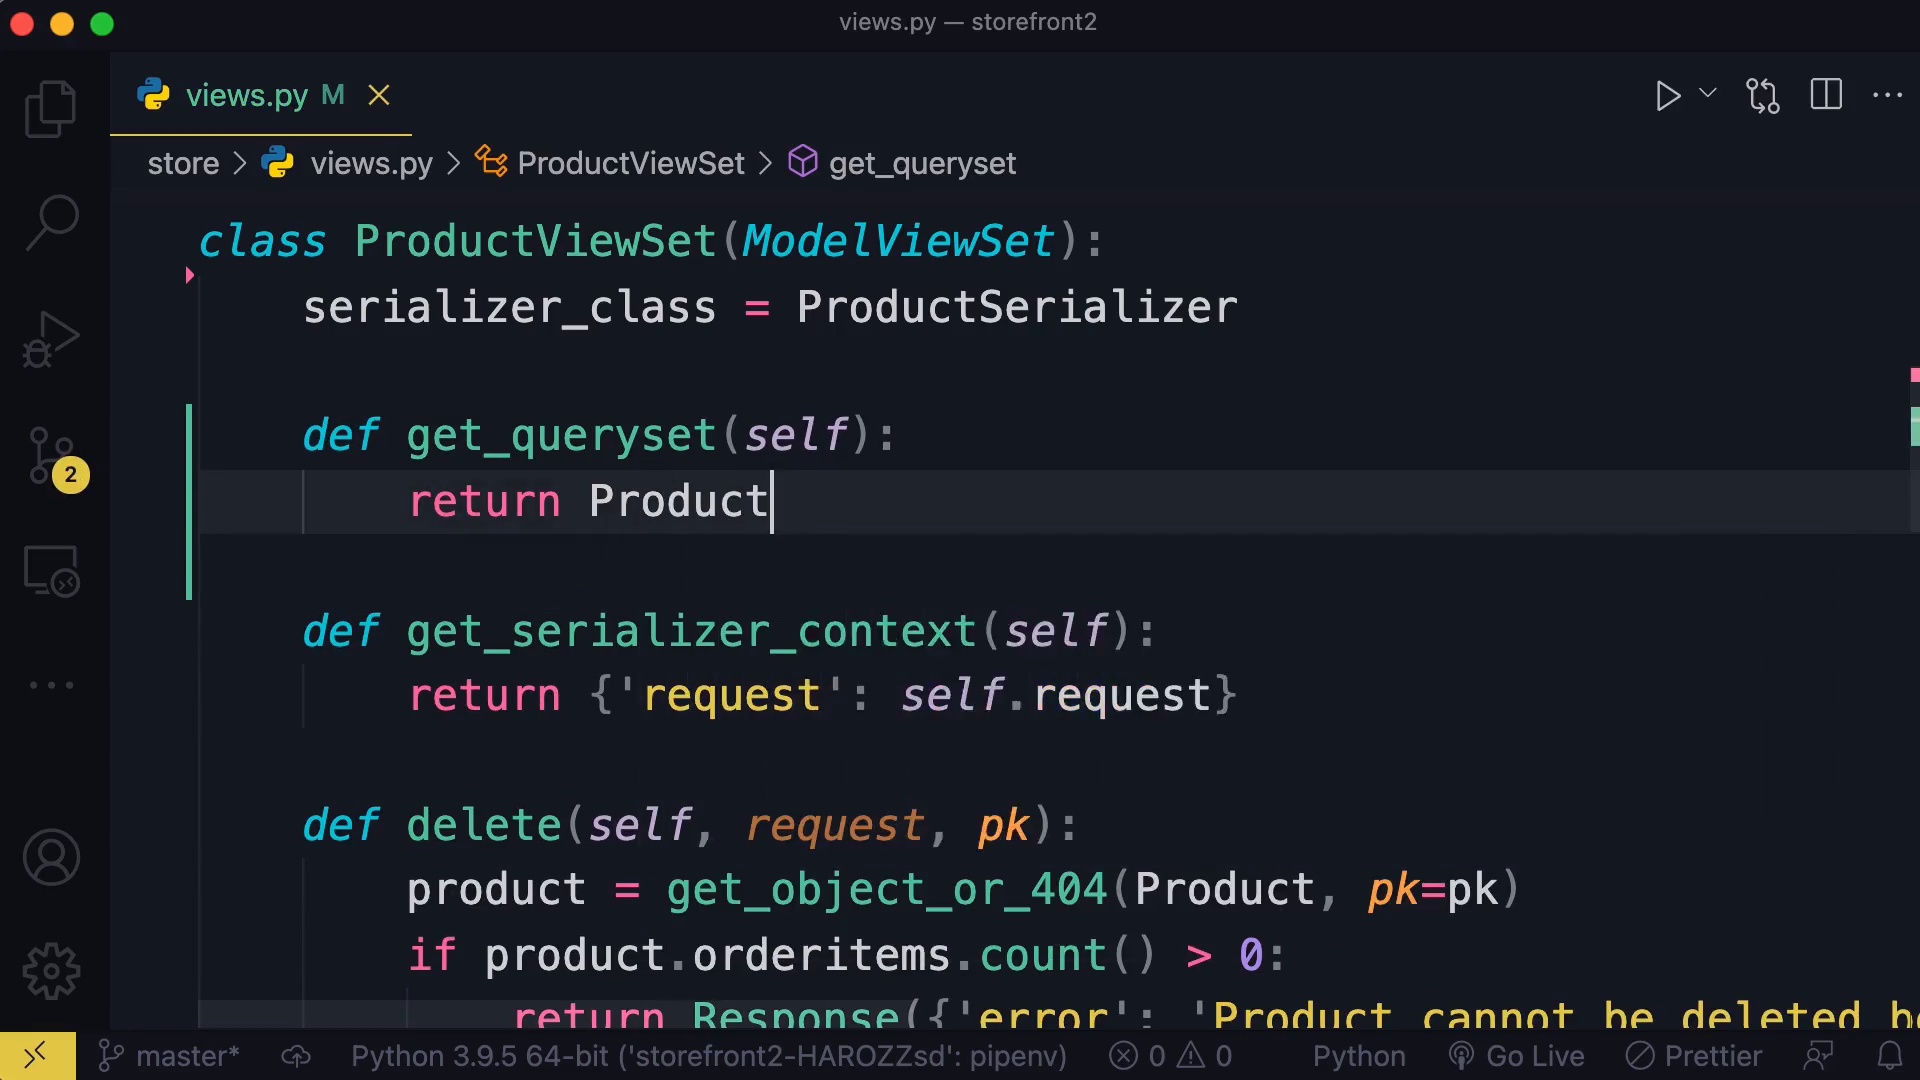 views.py — storefront2
views.py M
store > views.py > ProductViewSet > get_queryset
class ProductViewSet(ModelViewSet):
    serializer_class = ProductSerializer
    def get_queryset(self):
        return Product
    def get_serializer_context(self):
        return {'request': self.request}
    def delete(self, request, pk):
        product = get_object_or_404(Product, pk=pk)
        if product.orderitems.count() > 0:
            return Response({'error': 'Product cannot be deleted b
2
master* Python 3.9.5 64-bit ('storefront2-HAROZZsd': pipenv) 0 0 Python Go Live Prettier